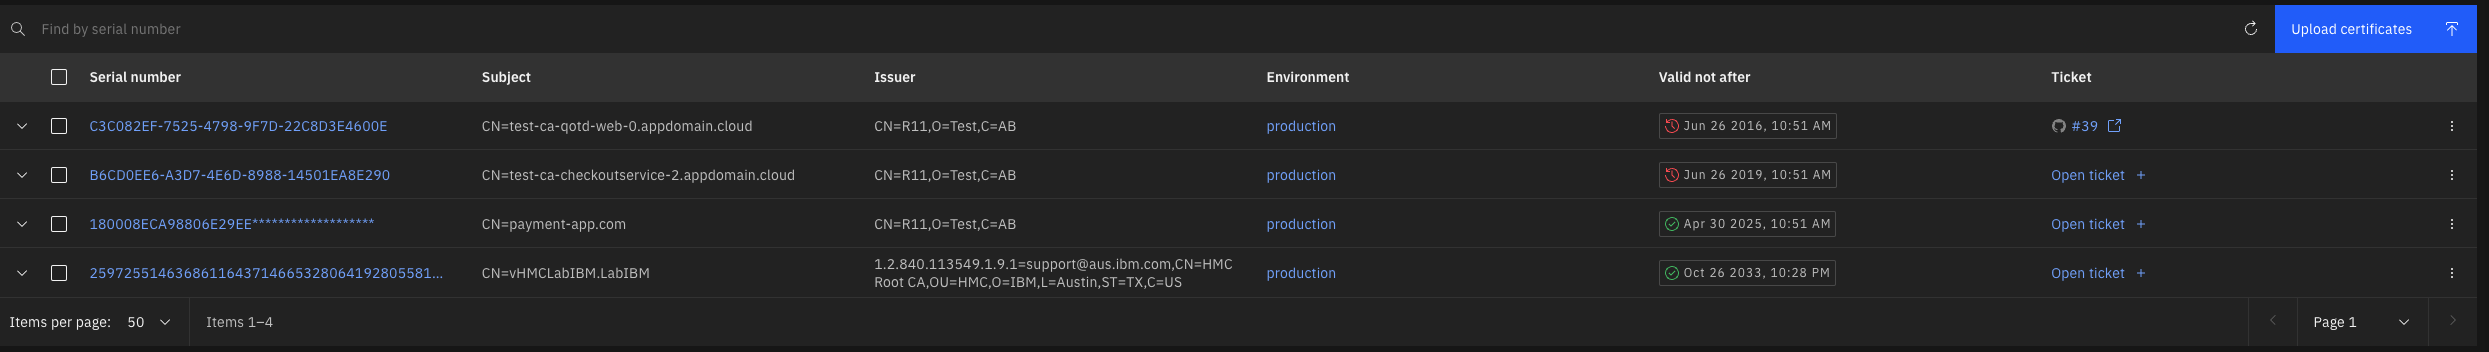 Find by serial number
Upload certificates
Serial number Subject Issuer Environment Valid not after Ticket
C3C082EF-7525-4798-9F7D-22C8D3E4600E CN=test-ca-qotd-web-0.appdomain.cloud CN=R11,O=Test,C=AB production Jun 26 2016, 10:51 AM #39
B6CD0EE6-A3D7-4E6D-8988-14501EA8E290 CN=test-ca-checkoutservice-2.appdomain.cloud CN=R11,O=Test,C=AB production Jun 26 2019, 10:51 AM Open ticket +
180008ECA98806E29EE******************* CN=payment-app.com CN=R11,O=Test,C=AB production Apr 30 2025, 10:51 AM Open ticket +
259725514636861164371466532806419280558​1... CN=vHMCLabIBM.LabIBM 1.2.840.113549.1.9.1=support@aus.ibm.com,CN=HMC
Root CA,OU=HMC,O=IBM,L=Austin,ST=TX,C=US production Oct 26 2033, 10:28 PM Open ticket +
Items per page: 50 Items 1–4 Page 1